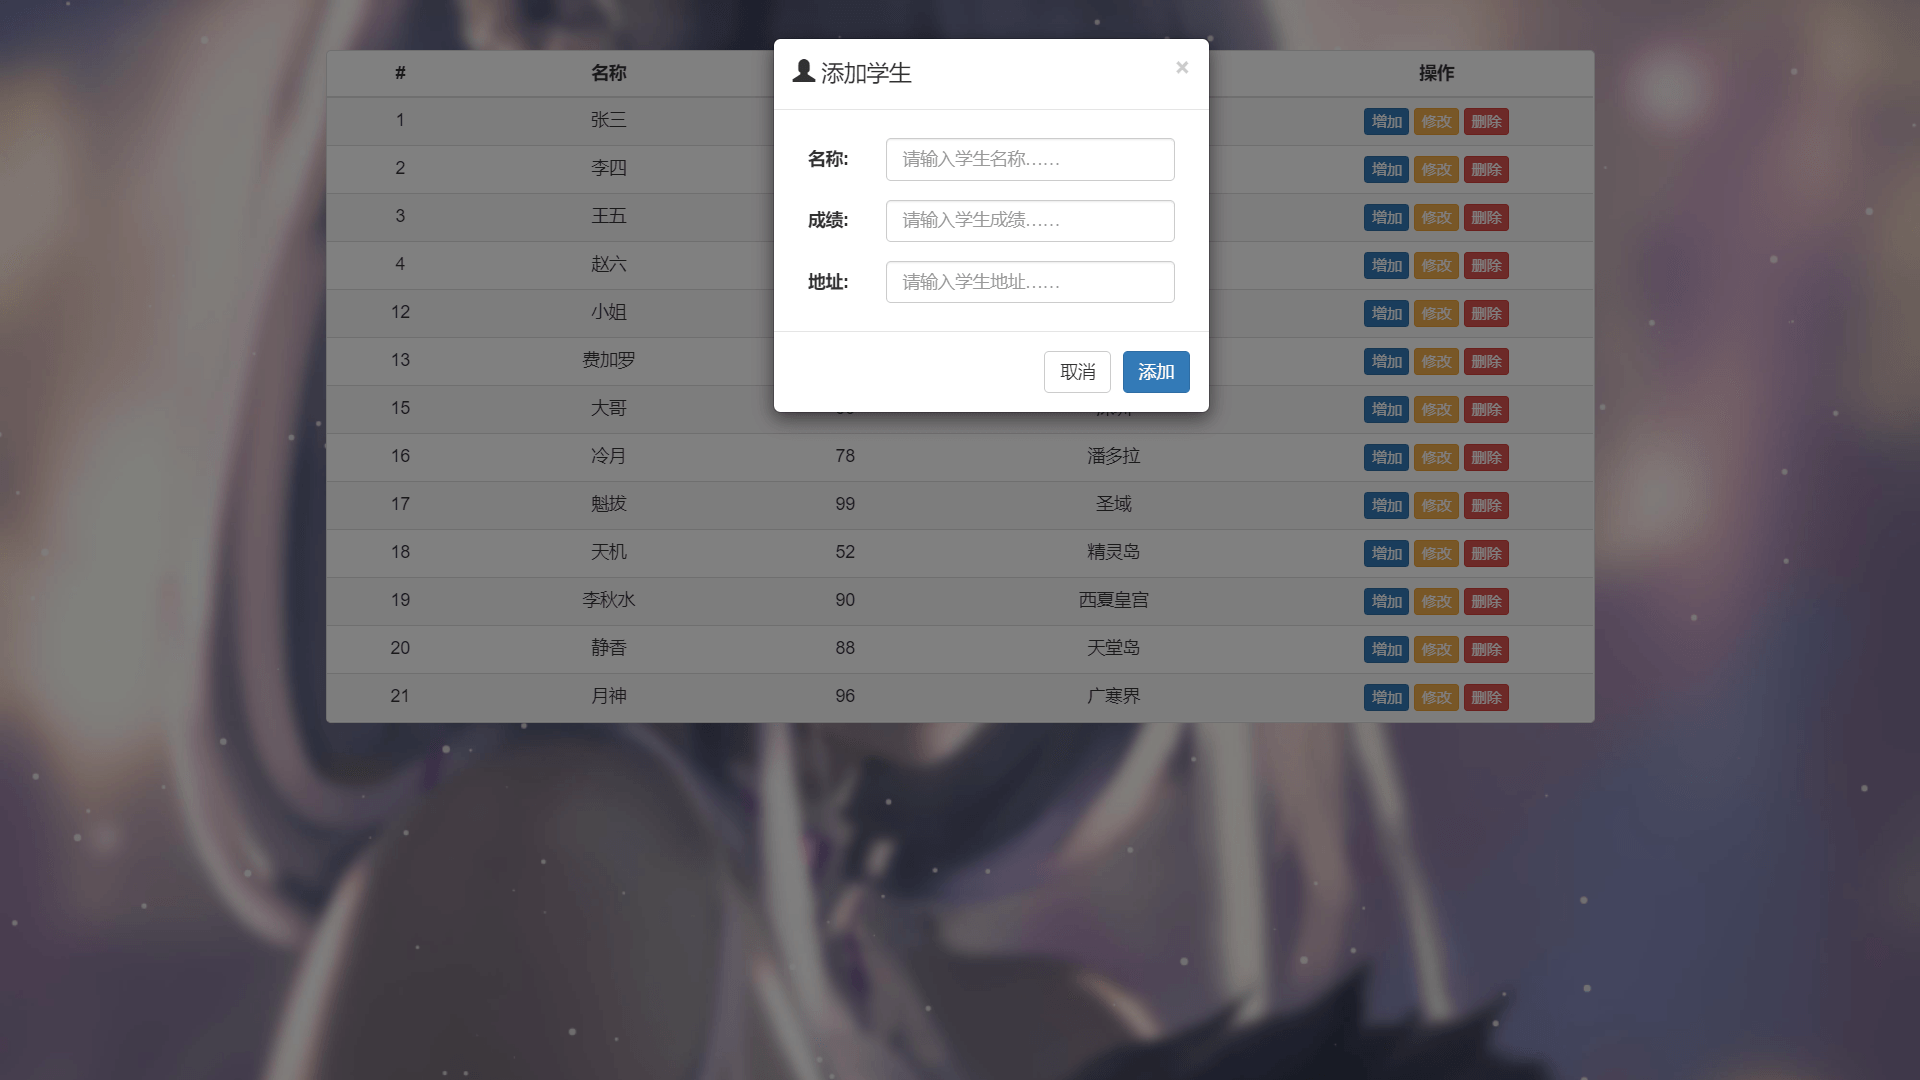 # 名称 操作
添加学生 ×
1 张三 增加 修改 删除
名称: 请输入学生名称……
2 李四 增加 修改 删除
3 王五 增加 修改 删除
成绩: 请输入学生成绩……
4 赵六 增加 修改 删除
地址: 请输入学生地址……
12 小姐 增加 修改 删除
13 费加罗 增加 修改 删除
取消 添加
15 大哥 增加 修改 删除
16 冷月 78 潘多拉 增加 修改 删除
17 魁拔 99 圣域 增加 修改 删除
18 天机 52 精灵岛 增加 修改 删除
19 李秋水 90 西夏皇宫 增加 修改 删除
20 静香 88 天堂岛 增加 修改 删除
21 月神 96 广寒界 增加 修改 删除